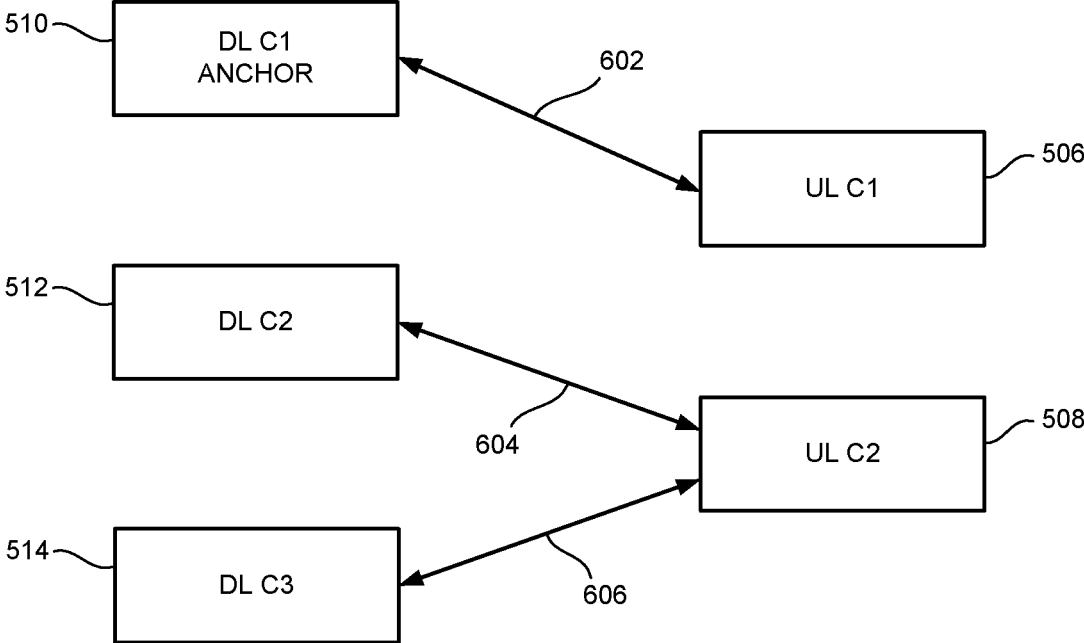 510
DL C1
ANCHOR
602
506
UL C1
512
DL C2
604
508
UL C2
514
DL C3
606